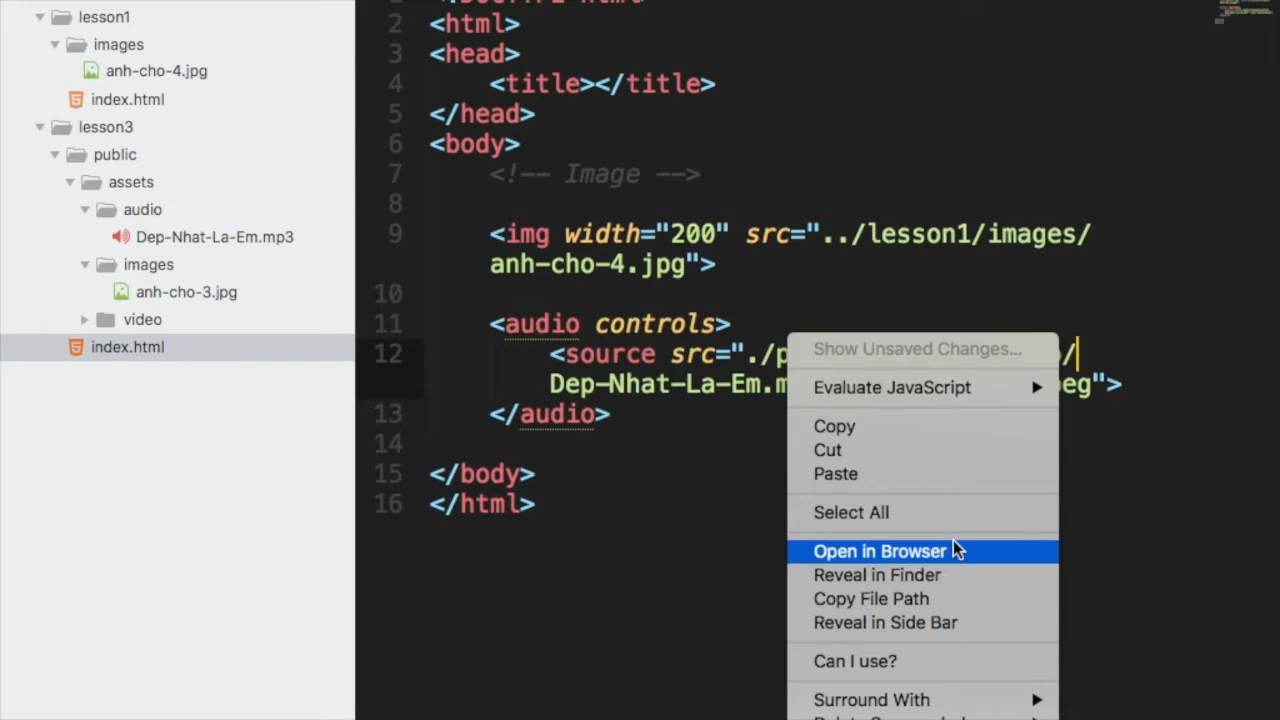 lesson1
images
anh-cho-4.jpg
index.html
lesson3
public
assets
audio
Dep-Nhat-La-Em.mp3
images
anh-cho-3.jpg
video
index.html
2 <html>
3 <head>
4 <title></title>
5 </head>
6 <body>
7 <!-- Image -->
8
9 <img width="200" src="../lesson1/images/
anh-cho-4.jpg">
10
11 <audio controls>
12 <source src="./
Dep-Nhat-La-Em.
13 </audio>
14
15 </body>
16 </html>
Show Unsaved Changes...
Evaluate JavaScript
Copy
Cut
Paste
Select All
Open in Browser
Reveal in Finder
Copy File Path
Reveal in Side Bar
Can I use?
Surround With